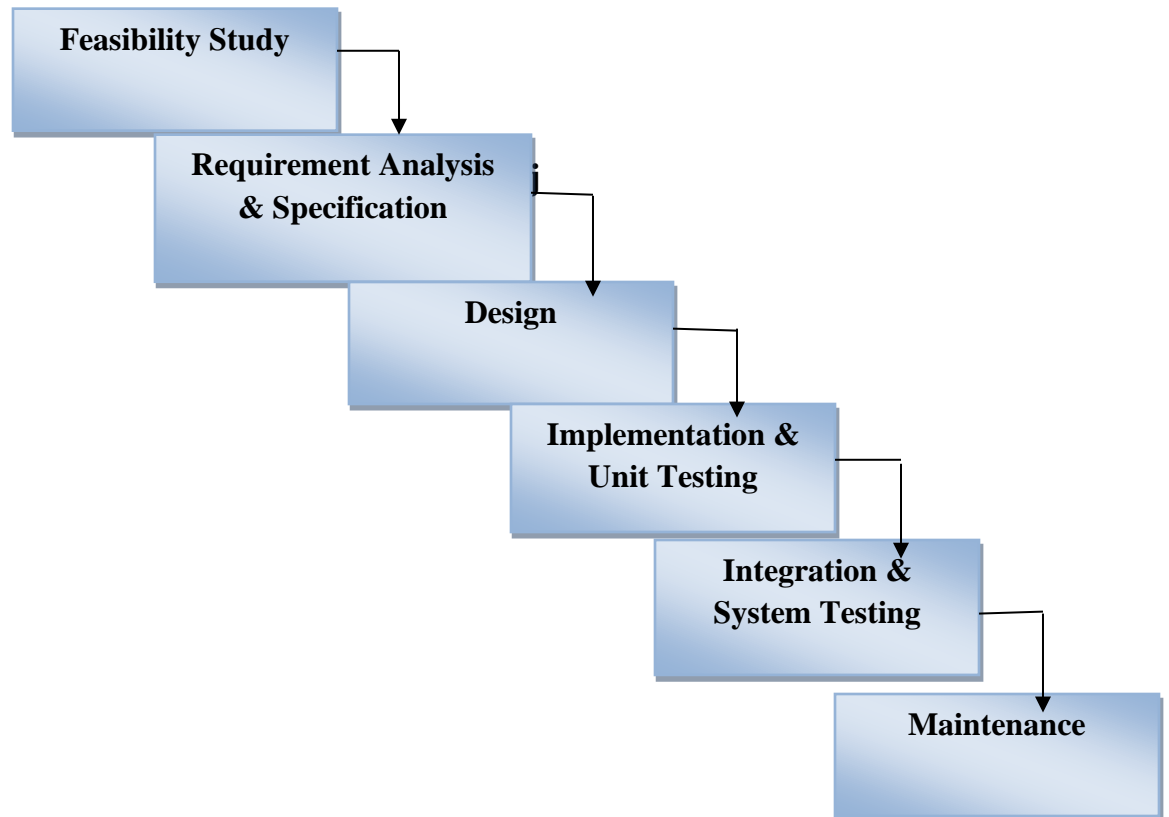 Feasibility Study
Requirement Analysis
& Specification
j
Design
Implementation &
Unit Testing
Integration &
System Testing
Maintenance